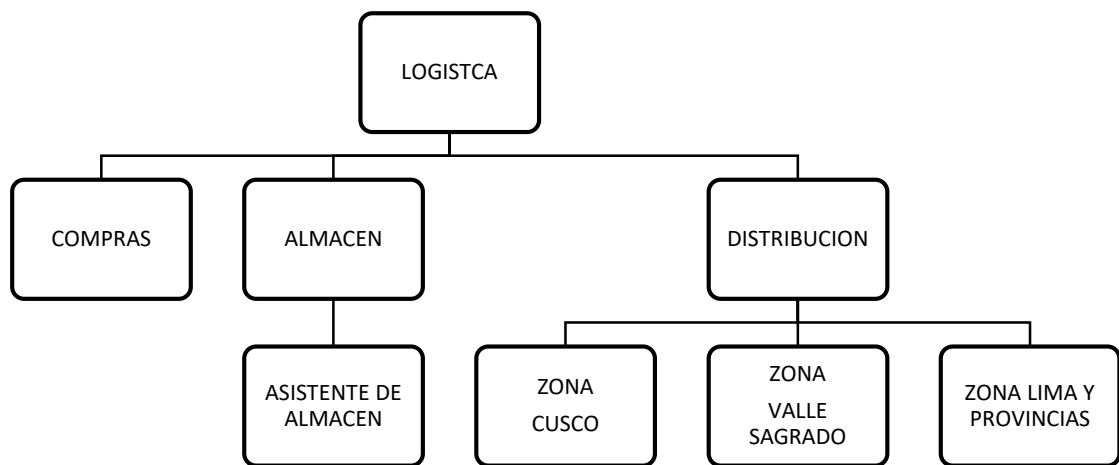 LOGISTCA
COMPRAS
ALMACEN
DISTRIBUCION
ASISTENTE DE
ALMACEN
ZONA
CUSCO
ZONA
VALLE
SAGRADO
ZONA LIMA Y
PROVINCIAS